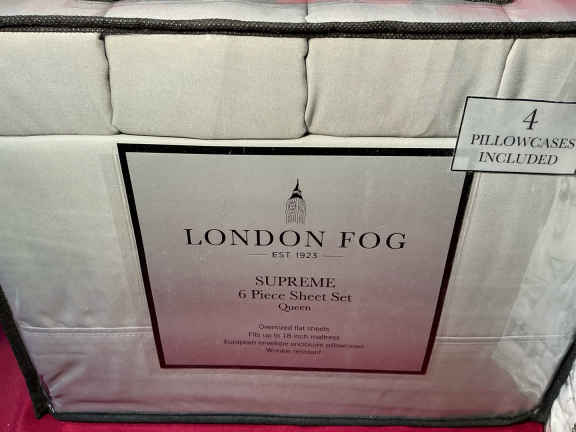 4
PILLOWCASES
INCLUDED
LONDON FOG
EST. 1923
SUPREME
6 Piece Sheet Set
Queen
Oversized flat sheets
Fits up to 18 inch mattress
European envelope enclosure pillowcases
Wrinkle resistant